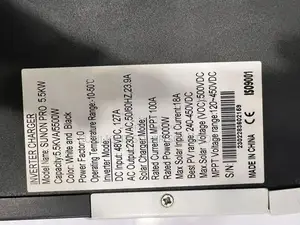 INVERTER CHARGER
Model Name: SUNON PRO 5.5KW
Capacity:5.5KVA/5500W
Color: White and, Black
Power Factor:1.0
Operating Temperature Range:-10-50℃
Inverter Model:
DC Input: 48VDC, 127A
AC Output:230VAC,50/60HZ,23.9A
Solar Charger Mode:
Rated Current: MPPT 100A
Rated Power:6000W
Max.Solar Input Current:18A
Best PV range: 240-450VDC
Max.Solar Voltage (VOC):500VDC
MPPT Voltage range:120-450VDC
MADE IN CHINA
S/N:
ISO9001